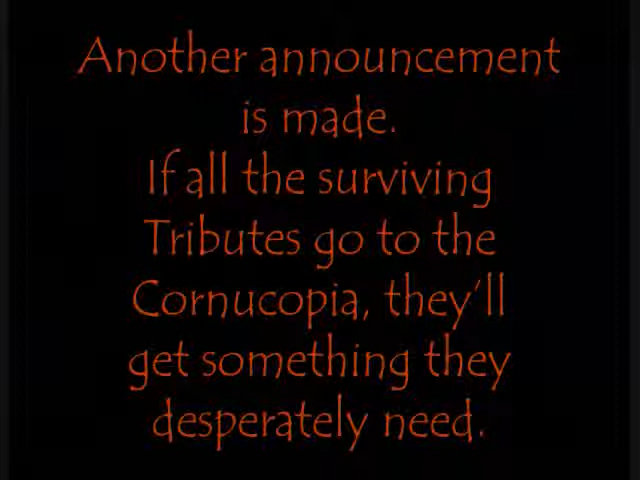 Another announcement
is made.
If all the surviving
Tributes go to the
Cornucopia, they'll
get something they
desperately need.